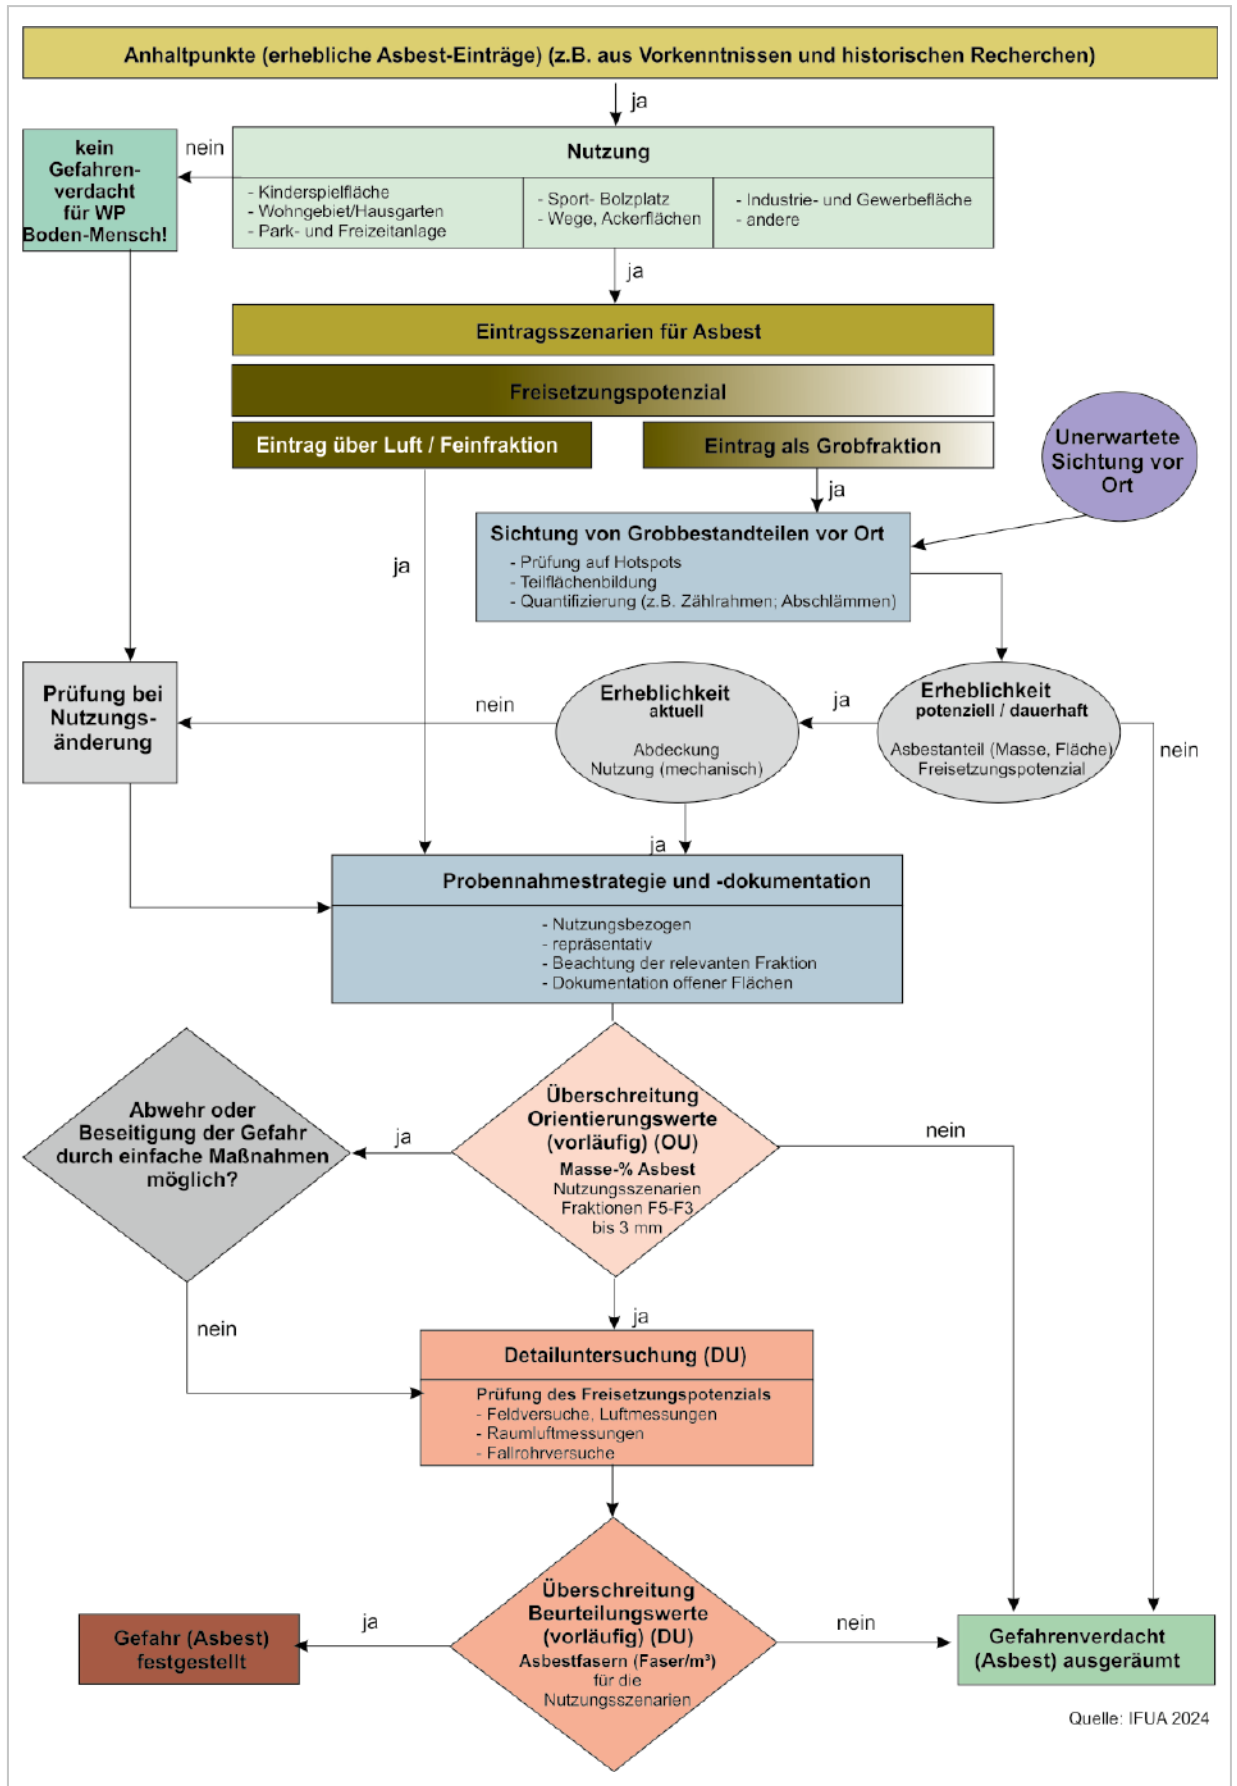 Anhaltpunkte (erhebliche Asbest-Einträge) (z.B. aus Vorkenntnissen und historischen Recherchen)
ja
kein
Gefahren-
verdacht
für WP
Boden-Mensch!
nein
Nutzung
- Kinderspielfläche
- Wohngebiet/Hausgarten
- Park- und Freizeitanlage
- Sport- Bolzplatz
- Wege, Ackerflächen
- Industrie- und Gewerbefläche
- andere
ja
Eintragsszenarien für Asbest
Freisetzungspotenzial
Eintrag über Luft / Feinfraktion
Eintrag als Grobfraktion
Unerwartete
Sichtung vor
Ort
ja
Sichtung von Grobbestandteilen vor Ort
- Prüfung auf Hotspots
- Teilflächenbildung
- Quantifizierung (z.B. Zählrahmen; Abschlämmen)
ja
Prüfung bei
Nutzungs-
änderung
nein
Erheblichkeit
aktuell
Abdeckung
Nutzung (mechanisch)
ja
Erheblichkeit
potenziell / dauerhaft
Asbestanteil (Masse, Fläche)
Freisetzungspotenzial
nein
ja
Probennahmestrategie und -dokumentation
- Nutzungsbezogen
- repräsentativ
- Beachtung der relevanten Fraktion
- Dokumentation offener Flächen
Abwehr oder
Beseitigung der Gefahr
durch einfache Maßnahmen
möglich?
ja
Überschreitung
Orientierungswerte
(vorläufig) (OU)
Masse-% Asbest
Nutzungsszenarien
Fraktionen F5-F3
bis 3 mm
nein
nein
ja
Detailuntersuchung (DU)
Prüfung des Freisetzungspotenzials
- Feldversuche, Luftmessungen
- Raumluftmessungen
- Fallrohrversuche
Gefahr (Asbest)
festgestellt
ja
Überschreitung
Beurteilungswerte
(vorläufig) (DU)
Asbestfasern (Faser/m³)
für die
Nutzungsszenarien
nein
Gefahrenverdacht
(Asbest) ausgeräumt
Quelle: IFUA 2024